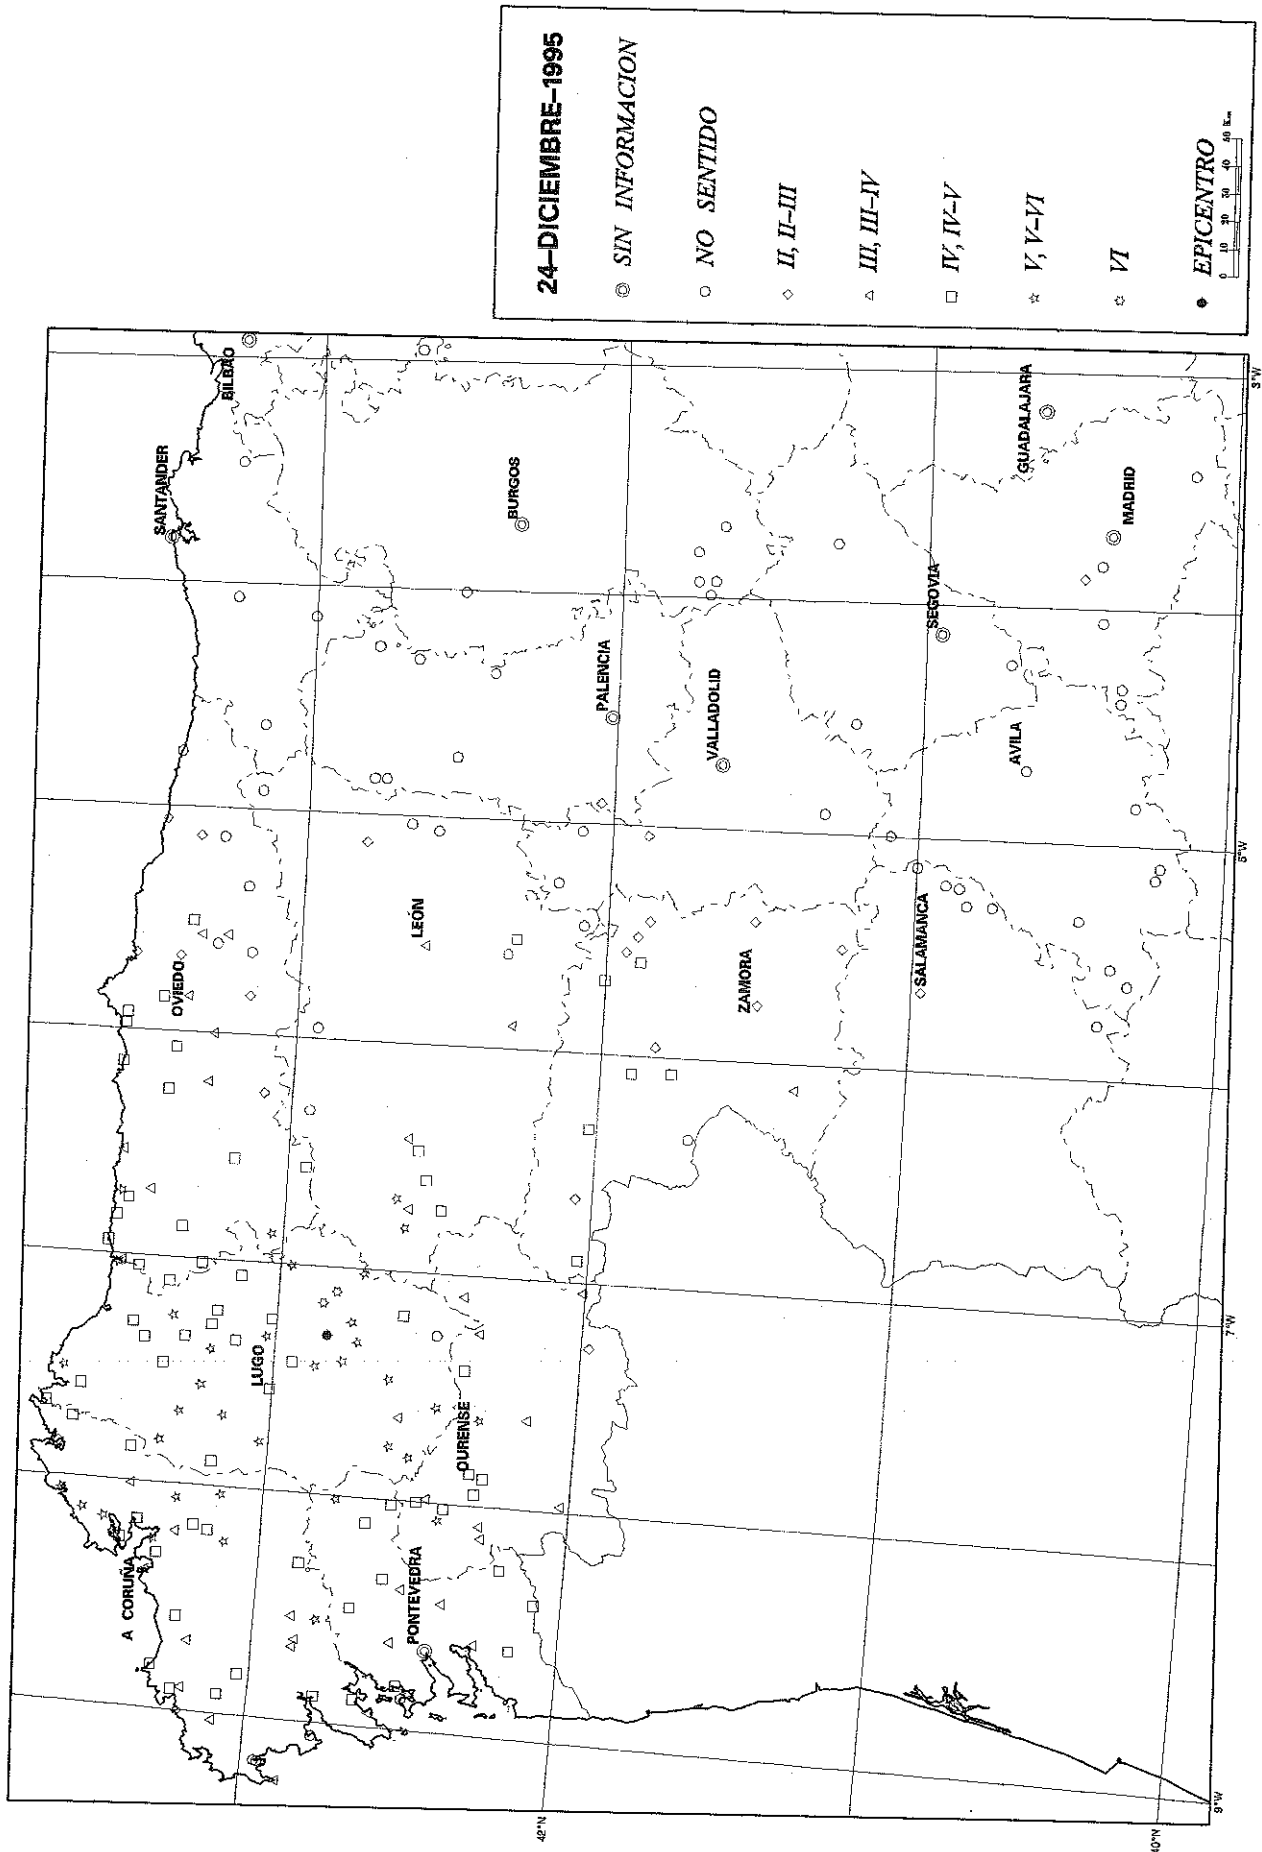 24–DICIEMBRE–1995
SIN INFORMACION
NO SENTIDO
II, II–III
III, III–IV
IV, IV–V
V, V–VI
VI
EPICENTRO
0 10 20 30 40 50 Km
A CORUÑA
LUGO
OVIEDO
SANTANDER
BILBAO
PONTEVEDRA
OURENSE
LEÓN
BURGOS
PALENCIA
ZAMORA
VALLADOLID
SALAMANCA
SEGOVIA
AVILA
GUADALAJARA
MADRID
42°N
40°N
9°W
7°W
5°W
3°W